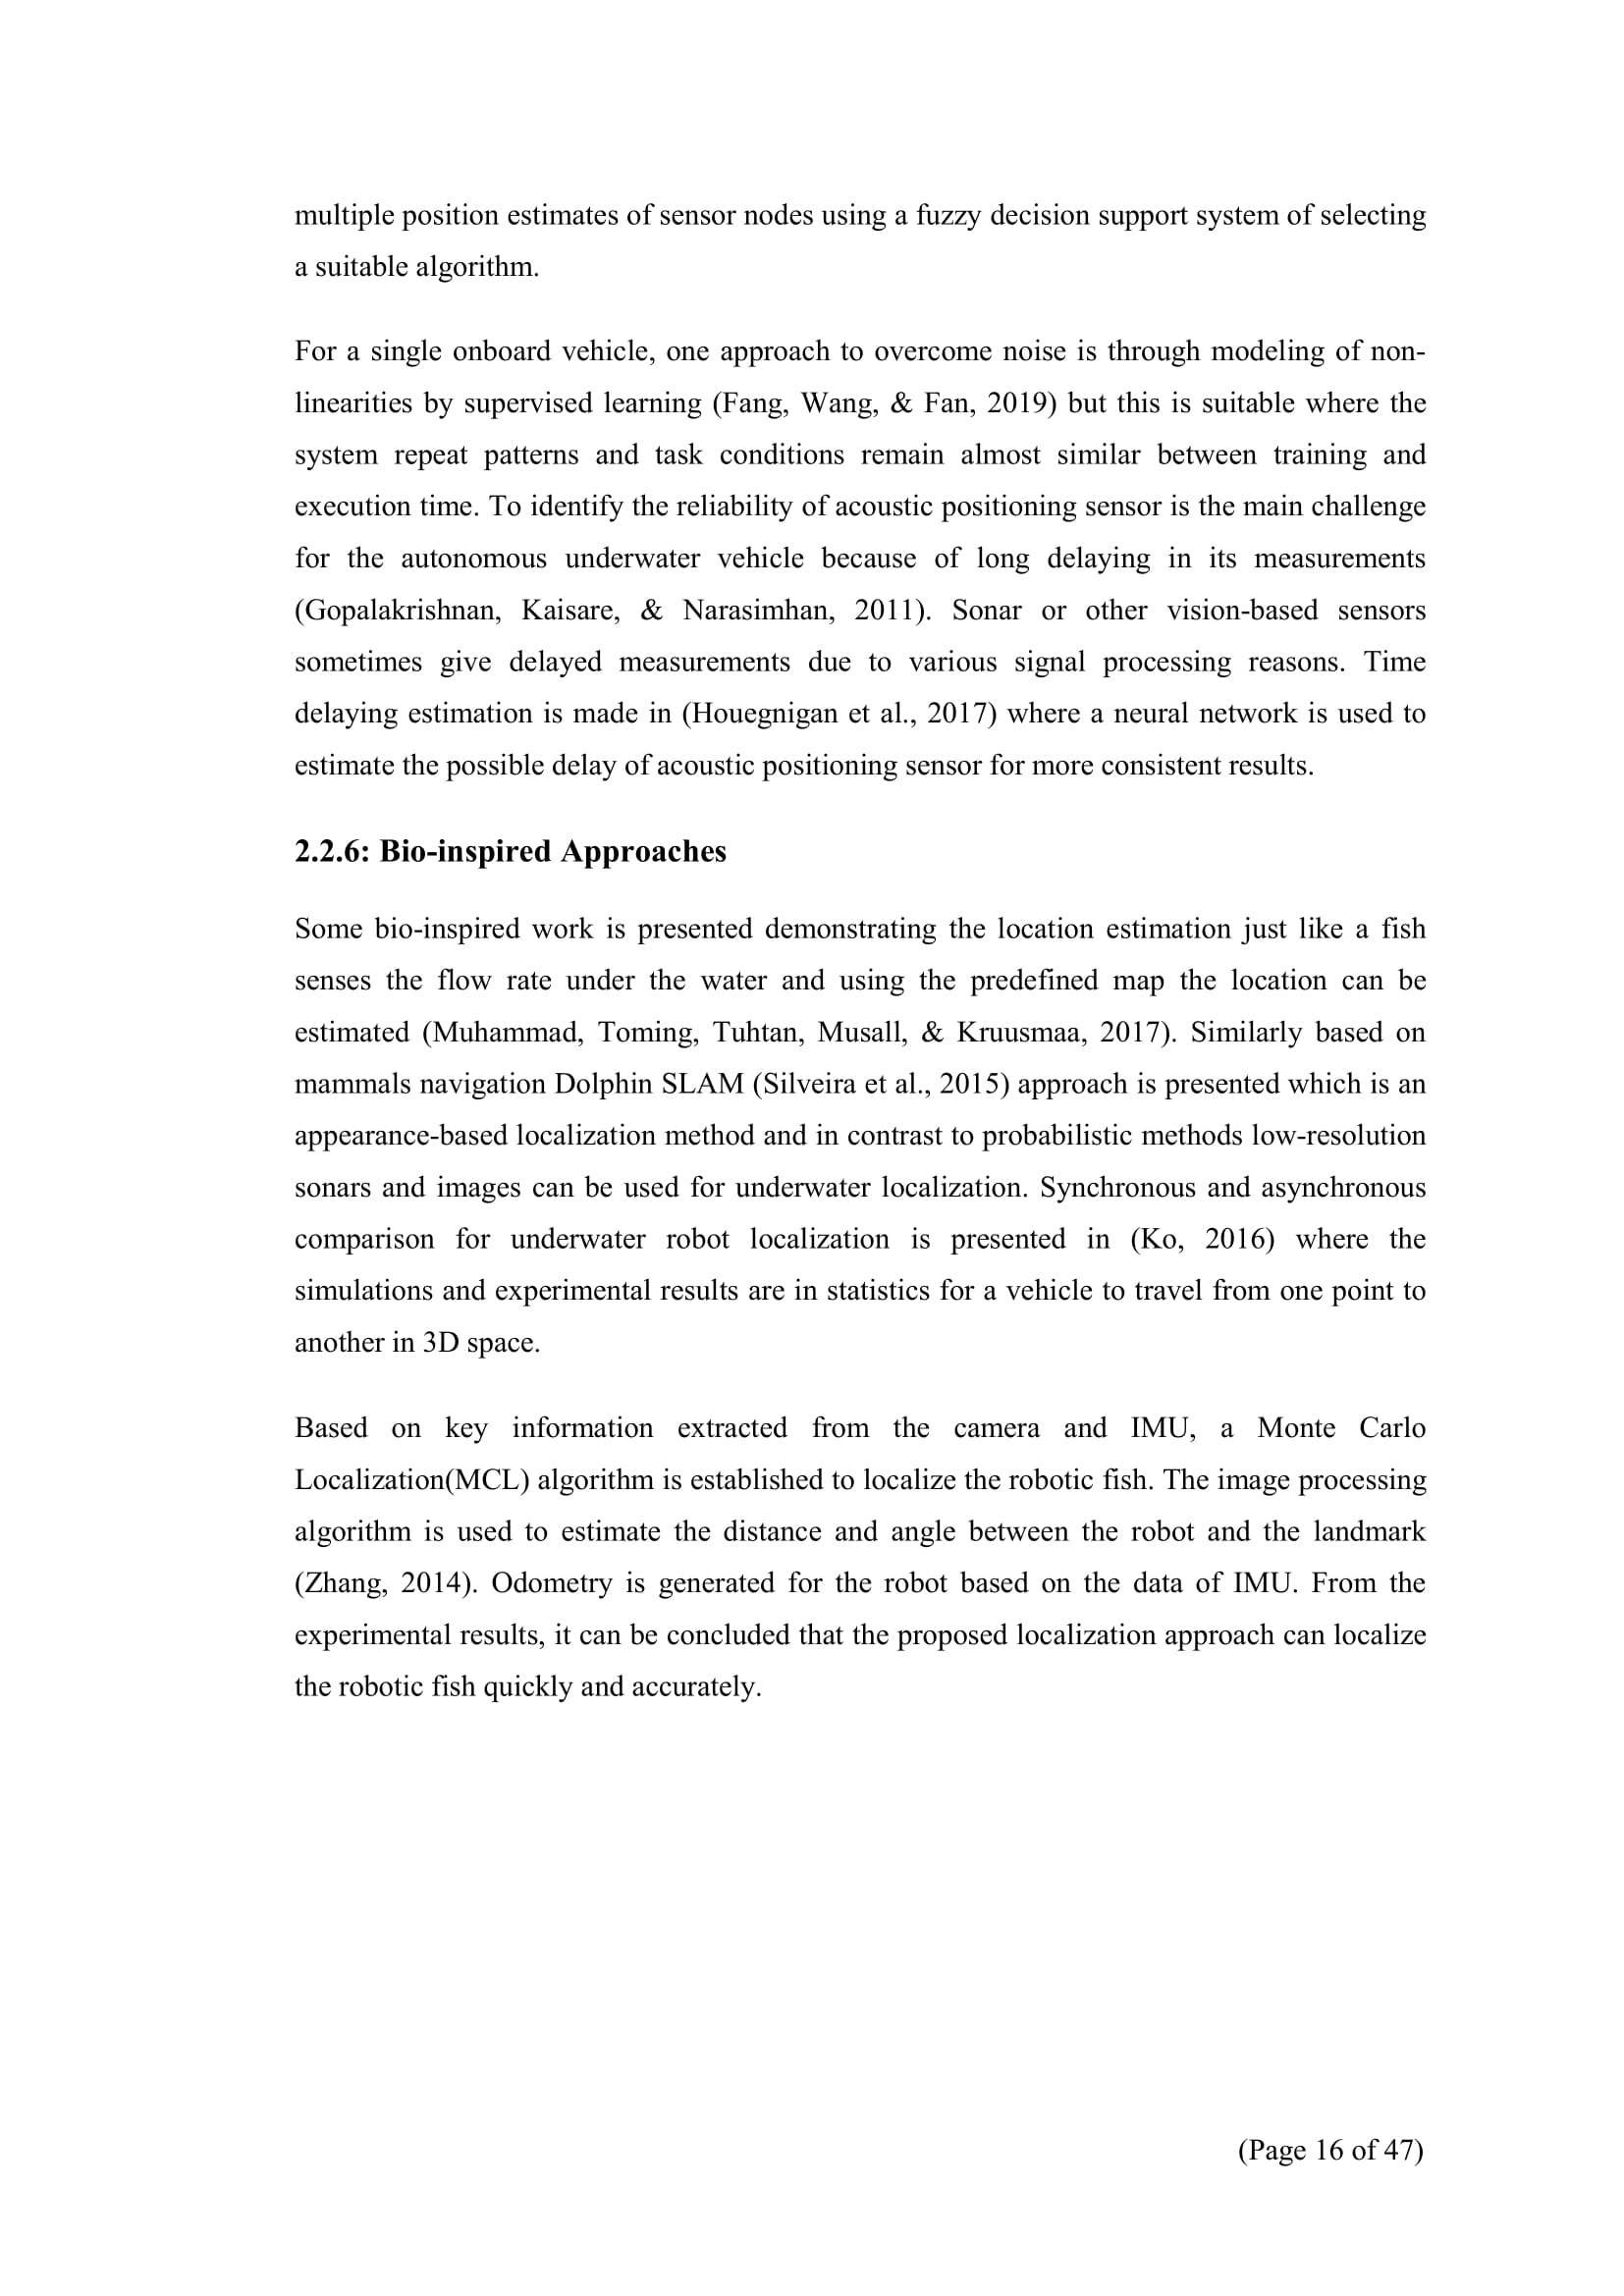 multiple position estimates of sensor nodes using a fuzzy decision support system of selecting
a suitable algorithm.
For a single onboard vehicle, one approach to overcome noise is through modeling of non-
linearities by supervised learning (Fang, Wang, & Fan, 2019) but this is suitable where the
system repeat patterns and task conditions remain almost similar between training and
execution time. To identify the reliability of acoustic positioning sensor is the main challenge
for the autonomous underwater vehicle because of long delaying in its measurements
(Gopalakrishnan, Kaisare, & Narasimhan, 2011). Sonar or other vision-based sensors
sometimes give delayed measurements due to various signal processing reasons. Time
delaying estimation is made in (Houegnigan et al., 2017) where a neural network is used to
estimate the possible delay of acoustic positioning sensor for more consistent results.
2.2.6: Bio-inspired Approaches
Some bio-inspired work is presented demonstrating the location estimation just like a fish
senses the flow rate under the water and using the predefined map the location can be
estimated (Muhammad, Toming, Tuhtan, Musall, & Kruusmaa, 2017). Similarly based on
mammals navigation Dolphin SLAM (Silveira et al., 2015) approach is presented which is an
appearance-based localization method and in contrast to probabilistic methods low-resolution
sonars and images can be used for underwater localization. Synchronous and asynchronous
comparison for underwater robot localization is presented in (Ko, 2016) where the
simulations and experimental results are in statistics for a vehicle to travel from one point to
another in 3D space.
Based on key information extracted from the camera and IMU, a Monte Carlo
Localization(MCL) algorithm is established to localize the robotic fish. The image processing
algorithm is used to estimate the distance and angle between the robot and the landmark
(Zhang, 2014). Odometry is generated for the robot based on the data of IMU. From the
experimental results, it can be concluded that the proposed localization approach can localize
the robotic fish quickly and accurately.
(Page 16 of 47)